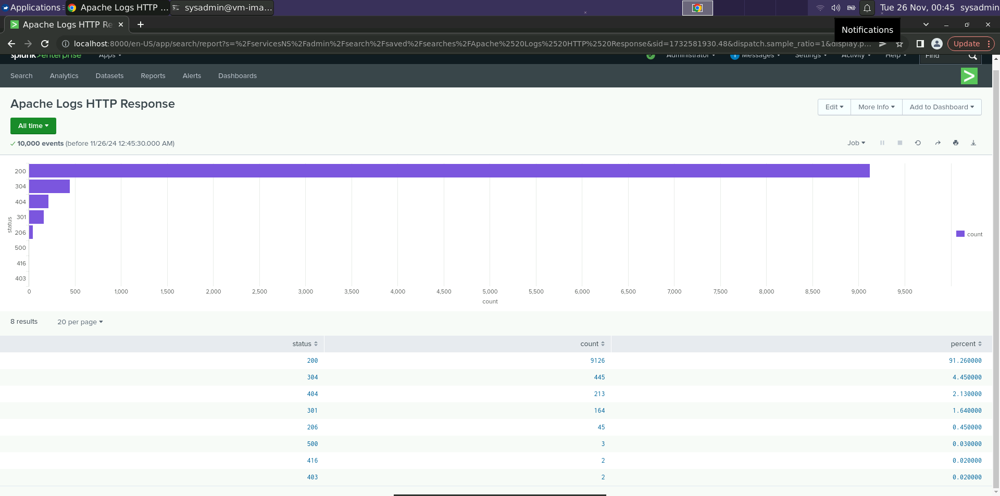 Applications
Apache Logs HTTP ...
sysadmin@vm-ima...
Tue 26 Nov, 00:45 sysadmin
Apache Logs HTTP Re
Notifications
localhost:8000/en-US/app/search/report?s=%2FservicesNS%2Fadmin%2Fsearch%2Fsaved%2Fsearches%2FApache%2520Logs%2520HTTP%2520Response&sid=1732581930.48&dispatch.sample_ratio=1&display.p...
Update
splunk>enterprise Apps
Administrator Messages Settings Activity Help Find
Search Analytics Datasets Reports Alerts Dashboards
Apache Logs HTTP Response
Edit More Info Add to Dashboard
All time
10,000 events (before 11/26/24 12:45:30.000 AM)
Job
200
304
404
301
206
500
416
403
status
count
0 500 1,000 1,500 2,000 2,500 3,000 3,500 4,000 4,500 5,000 5,500 6,000 6,500 7,000 7,500 8,000 8,500 9,000 9,500
count
8 results 20 per page
status count percent
200 9126 91.260000
304 445 4.450000
404 213 2.130000
301 164 1.640000
206 45 0.450000
500 3 0.030000
416 2 0.020000
403 2 0.020000